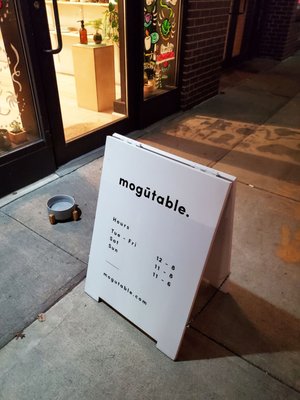 mogūtable.
Hours
Tue - Fri 12 - 8
Sat 11 - 8
Sun 11 - 6
mogutable.com